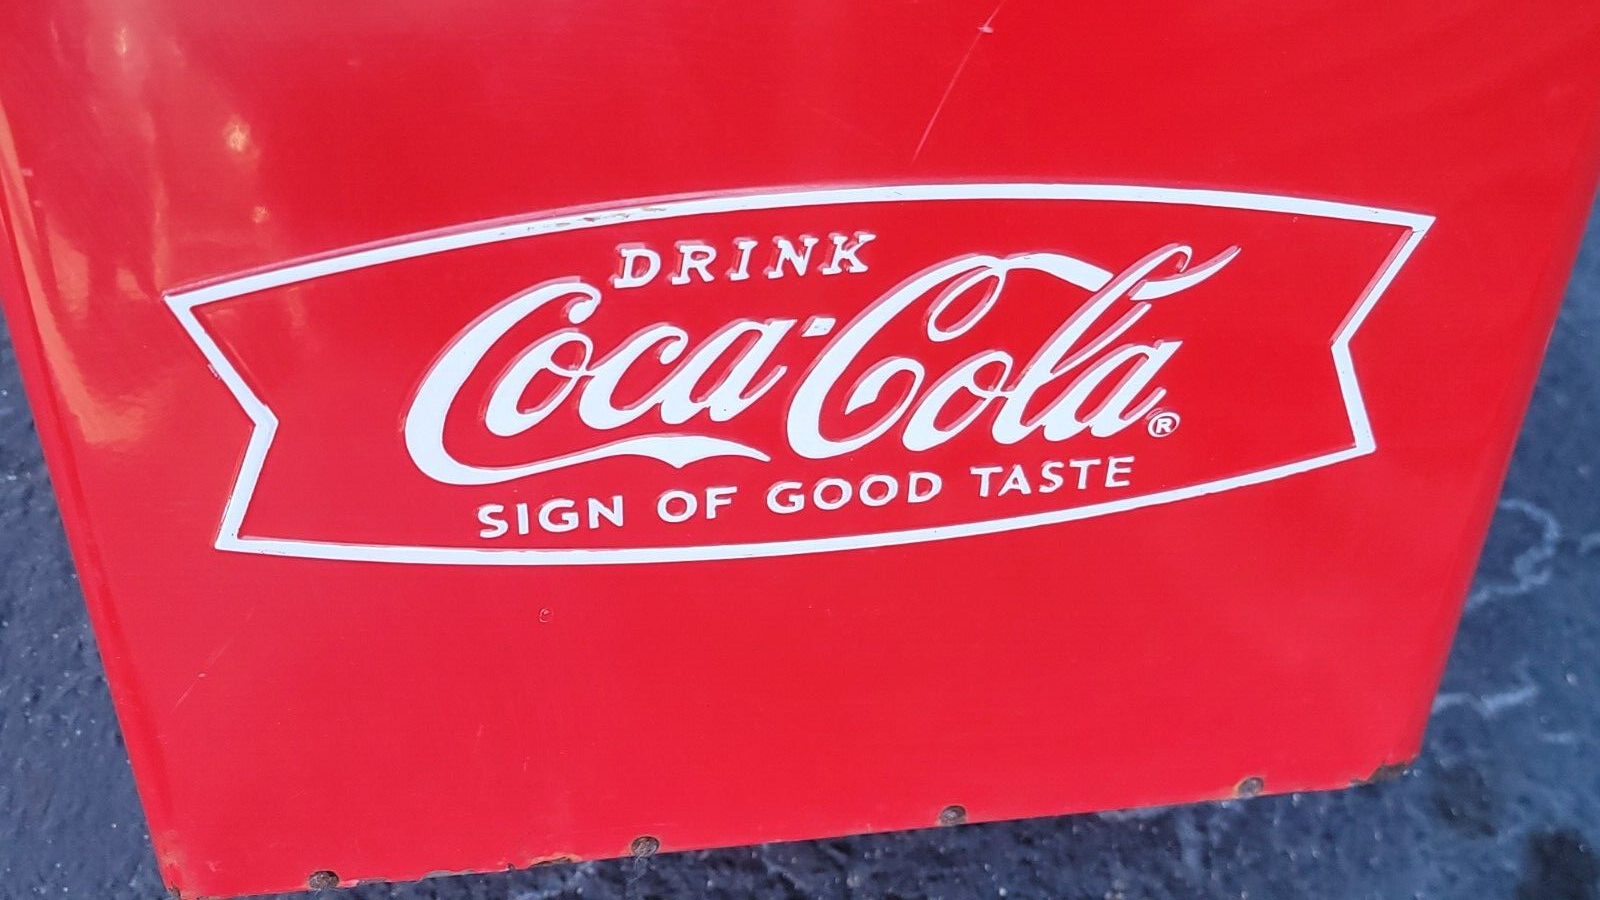 DRINK
Coca-Cola®
SIGN OF GOOD TASTE